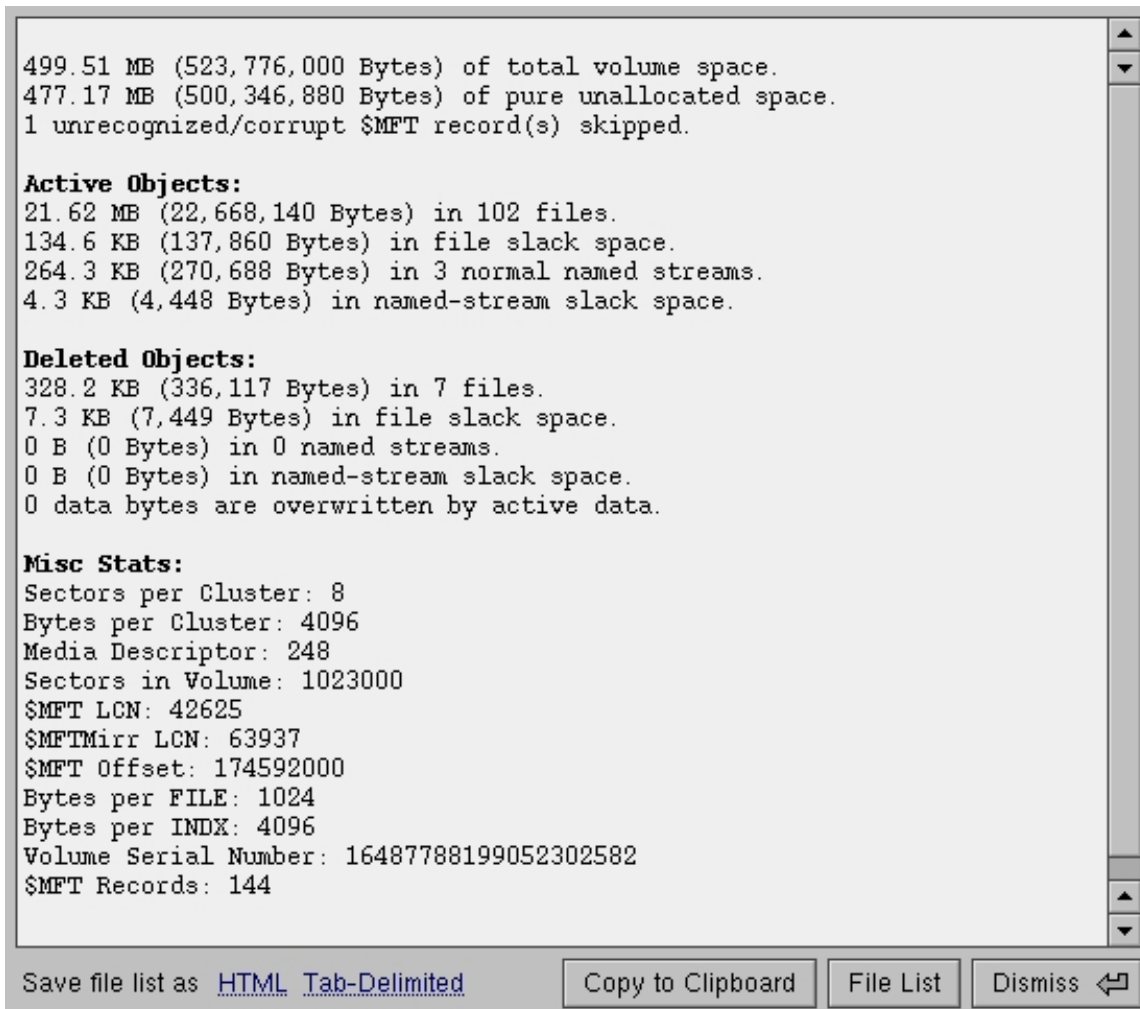 499.51 MB (523,776,000 Bytes) of total volume space.
477.17 MB (500,346,880 Bytes) of pure unallocated space.
1 unrecognized/corrupt $MFT record(s) skipped.
Active Objects:
21.62 MB (22,668,140 Bytes) in 102 files.
134.6 KB (137,860 Bytes) in file slack space.
264.3 KB (270,688 Bytes) in 3 normal named streams.
4.3 KB (4,448 Bytes) in named-stream slack space.
Deleted Objects:
328.2 KB (336,117 Bytes) in 7 files.
7.3 KB (7,449 Bytes) in file slack space.
0 B (0 Bytes) in 0 named streams.
0 B (0 Bytes) in named-stream slack space.
0 data bytes are overwritten by active data.
Misc Stats:
Sectors per Cluster: 8
Bytes per Cluster: 4096
Media Descriptor: 248
Sectors in Volume: 1023000
$MFT LCN: 42625
$MFTMirr LCN: 63937
$MFT Offset: 174592000
Bytes per FILE: 1024
Bytes per INDX: 4096
Volume Serial Number: 16487788199052302582
$MFT Records: 144
Save file list as HTML Tab-Delimited Copy to Clipboard File List Dismiss